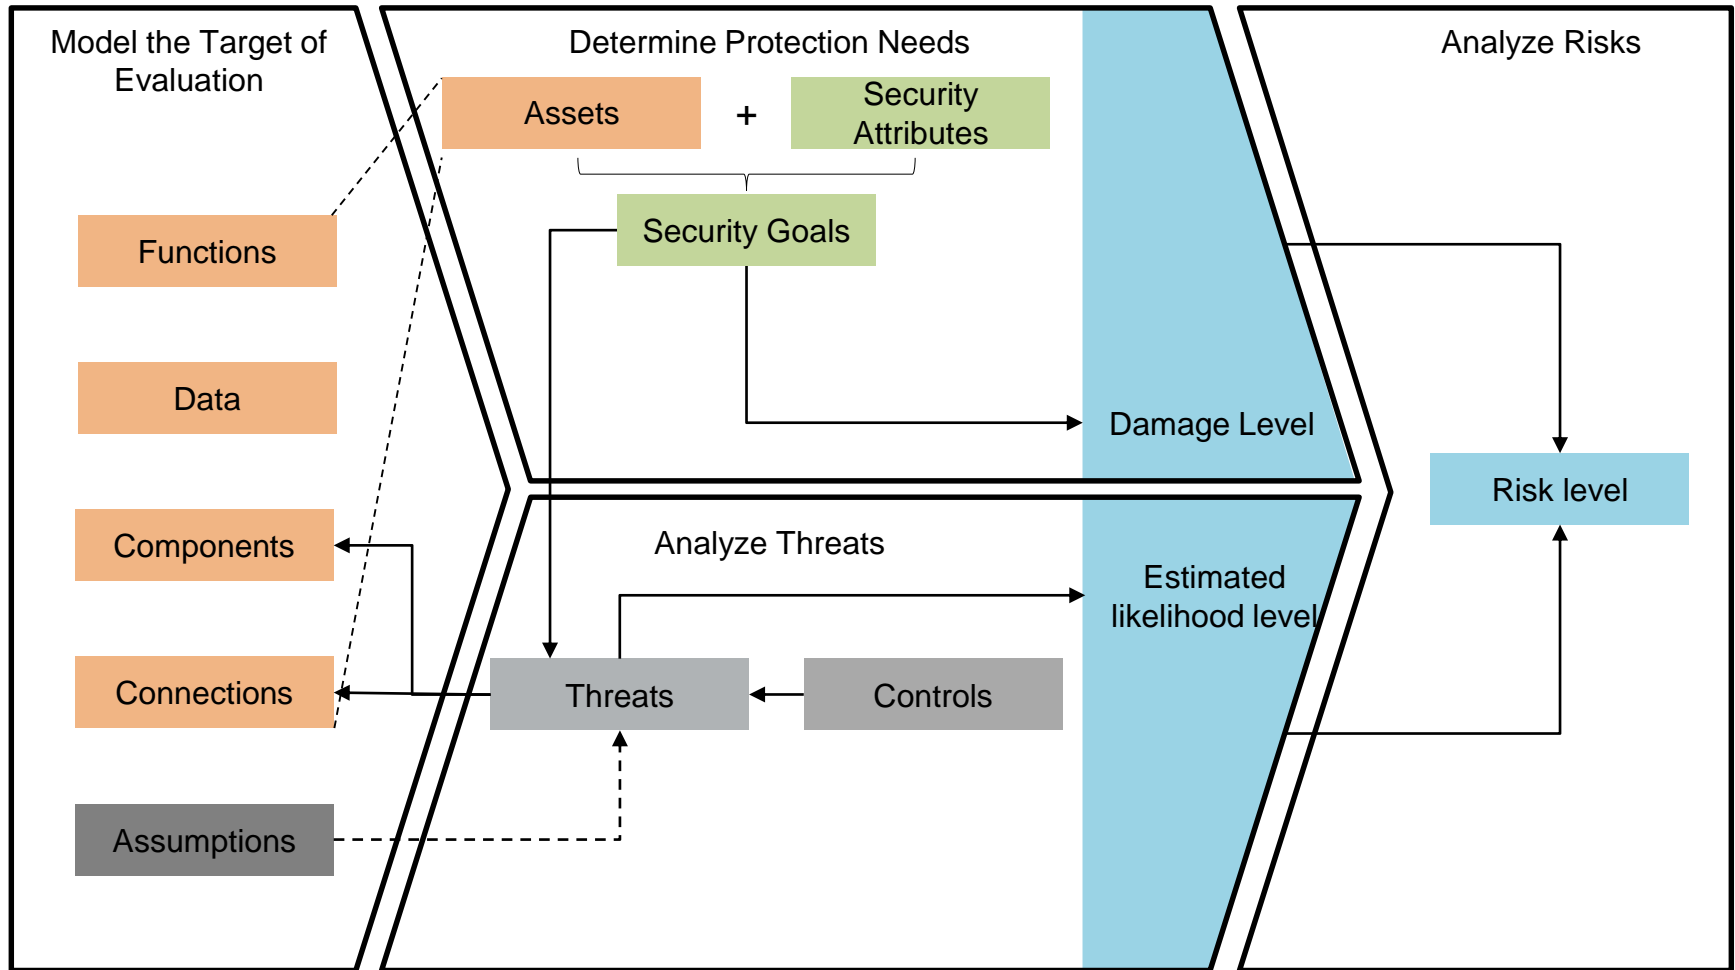 Model the Target of
Evaluation
Determine Protection Needs
Analyze Risks
Assets
+
Security
Attributes
Security Goals
Functions
Data
Damage Level
Risk level
Components
Analyze Threats
Estimated
likelihood level
Connections
Threats
Controls
Assumptions